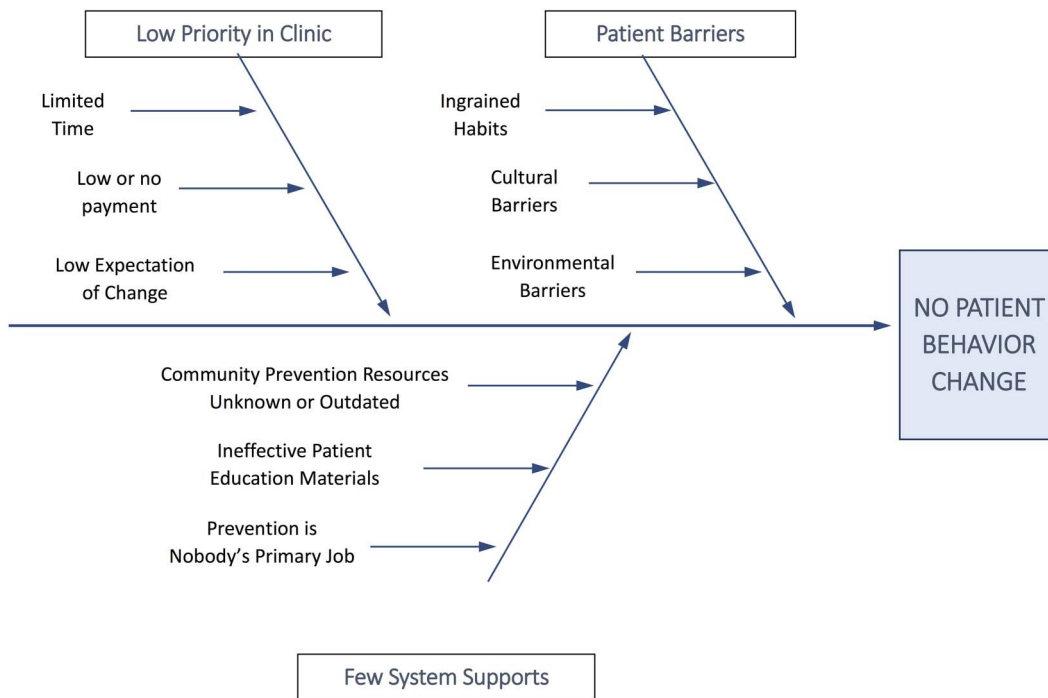 Low Priority in Clinic
Patient Barriers
Limited
Time
Ingrained
Habits
Low or no
payment
Cultural
Barriers
Low Expectation
of Change
Environmental
Barriers
NO PATIENT
BEHAVIOR
CHANGE
Community Prevention Resources
Unknown or Outdated
Ineffective Patient
Education Materials
Prevention is
Nobody’s Primary Job
Few System Supports